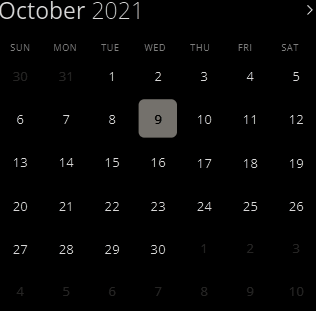 October 2021 >
SUN MON TUE WED THU FRI SAT
30 31 1 2 3 4 5
6 7 8 9 10 11 12
13 14 15 16 17 18 19
20 21 22 23 24 25 26
27 28 29 30 1 2 3
4 5 6 7 8 9 10